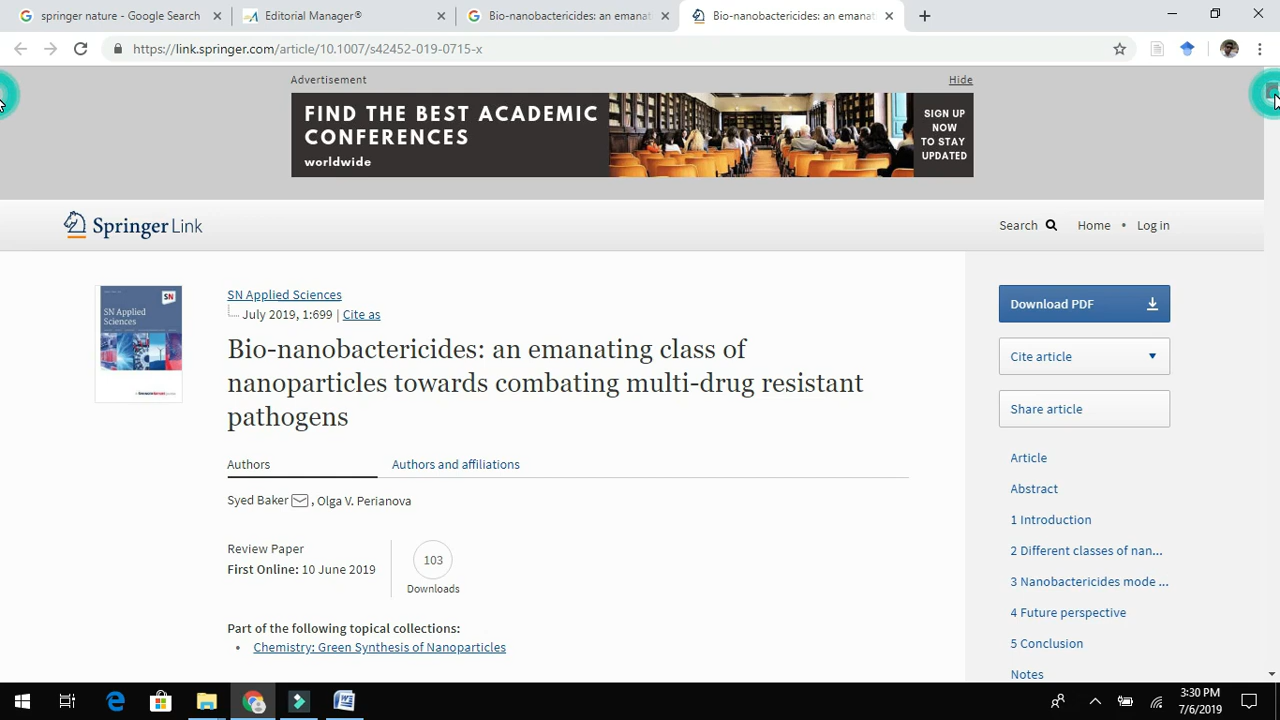 springer nature - Google Search
Editorial Manager®
Bio-nanobactericides: an emanat
Bio-nanobactericides: an emanat
https://link.springer.com/article/10.1007/s42452-019-0715-x
Advertisement
Hide
FIND THE BEST ACADEMIC
CONFERENCES
worldwide
SIGN UP
NOW
TO STAY
UPDATED
Springer Link
Search
Home • Log in
SN Applied Sciences
July 2019, 1:699 | Cite as
Bio-nanobactericides: an emanating class of
nanoparticles towards combating multi-drug resistant
pathogens
SN
SN Applied
Sciences
Authors
Authors and affiliations
Syed Baker , Olga V. Perianova
Review Paper
First Online: 10 June 2019
103
Downloads
Part of the following topical collections:
• Chemistry: Green Synthesis of Nanoparticles
Download PDF
Cite article
Share article
Article
Abstract
1 Introduction
2 Different classes of nan...
3 Nanobactericides mode ...
4 Future perspective
5 Conclusion
Notes
3:30 PM
7/6/2019